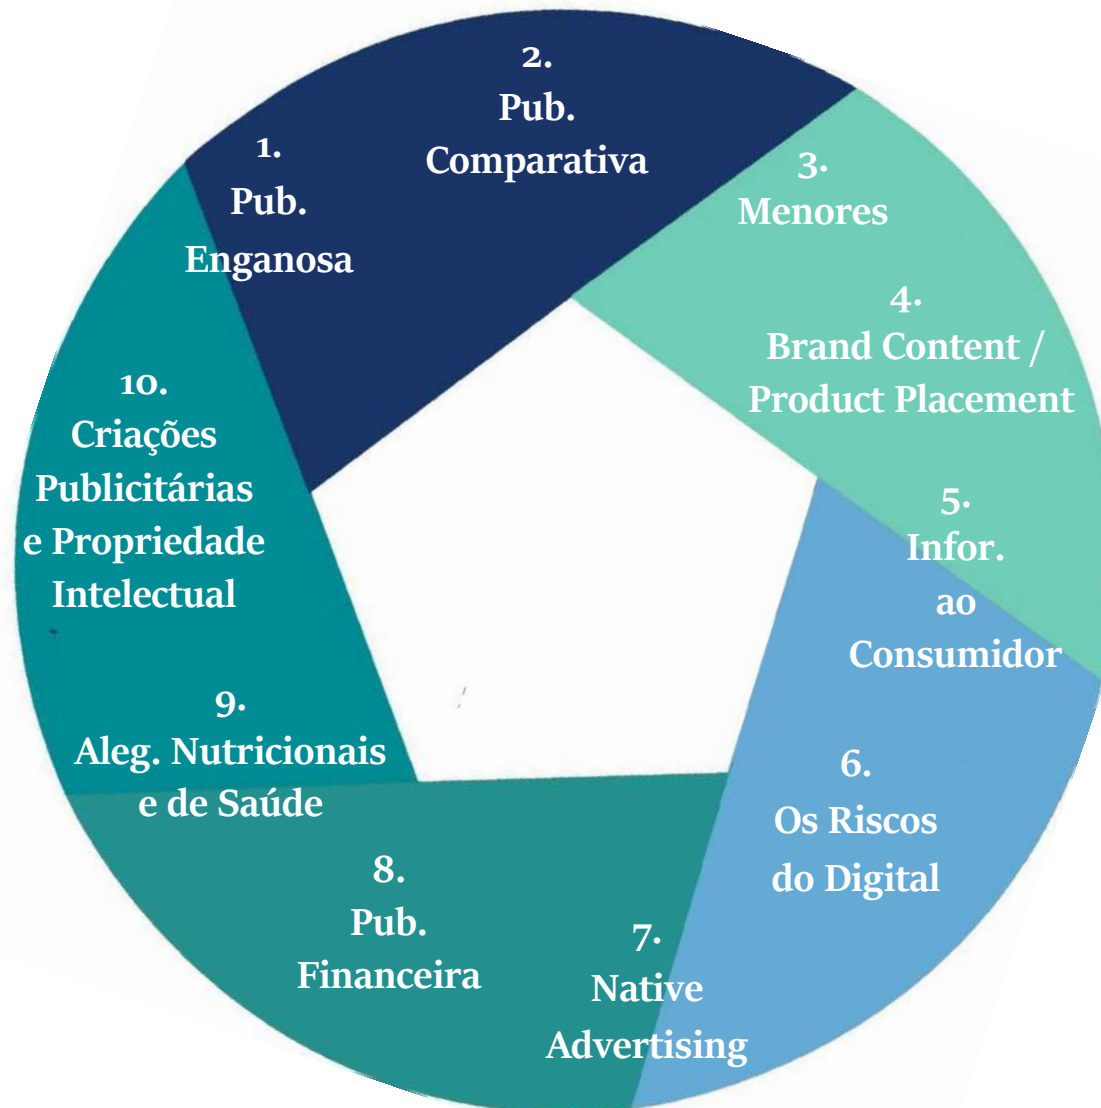 1.
Pub.
Enganosa
2.
Pub.
Comparativa
3.
Menores
4.
Brand Content /
Product Placement
5.
Infor.
ao
Consumidor
6.
Os Riscos
do Digital
7.
Native
Advertising
8.
Pub.
Financeira
9.
Aleg. Nutricionais
e de Saúde
10.
Criações
Publicitárias
e Propriedade
Intelectual